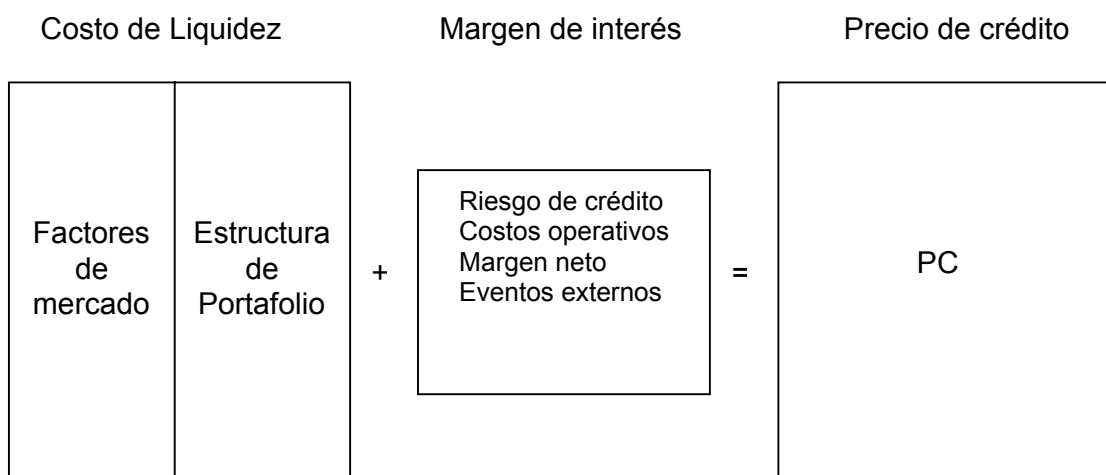 Costo de Liquidez
Margen de interés
Precio de crédito
Factores
de
mercado
Estructura
de
Portafolio
+
Riesgo de crédito
Costos operativos
Margen neto
Eventos externos
=
PC